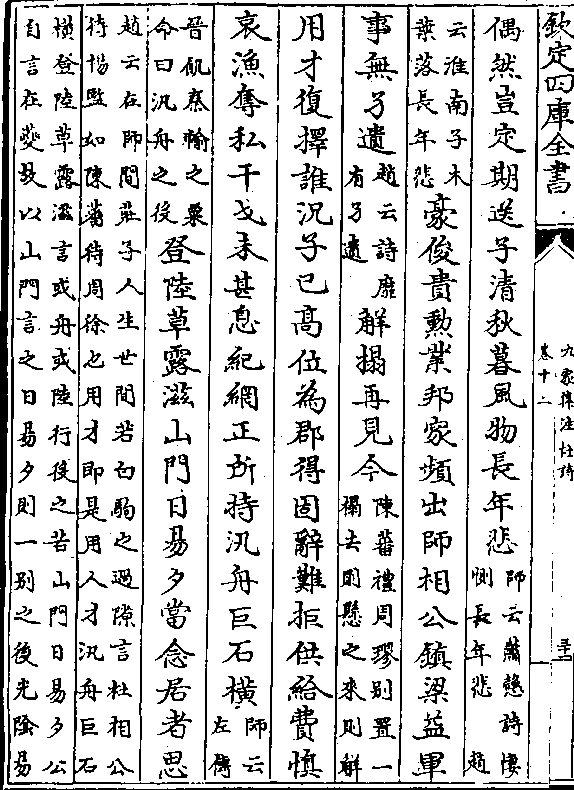 欽定四庫全書
九家集注杜詩
卷十二
三十二
偶然豈定期送子清秋暮風物長年悲師云蕭愨詩悽惻長年悲趙
云淮南子木葉落長年悲豪俊貴勲業邦家頻出師相公鎮梁益軍
事無孑遺趙云詩靡有孑遺解榻再見今陳蕃禮周璆别置一榻去則懸之來則解
用才復擇誰況子已高位為郡得固辭難拒供給費慎
哀漁奪私干戈未甚息紀綱正所持汎舟巨石横師云左傳
晉飢秦輸之粟命曰汎舟之役登陸草露滋山門日易夕當念居者思
趙云在師間莊子人生世間若白駒之過隙言杜相公待楊監如陳蕃待周徐也用才即是用人才汎舟巨石
横登陸草露滋言或舟或陸行役之苦山門日易夕公自言在夔故以山門言之日易夕則一别之後光陰易